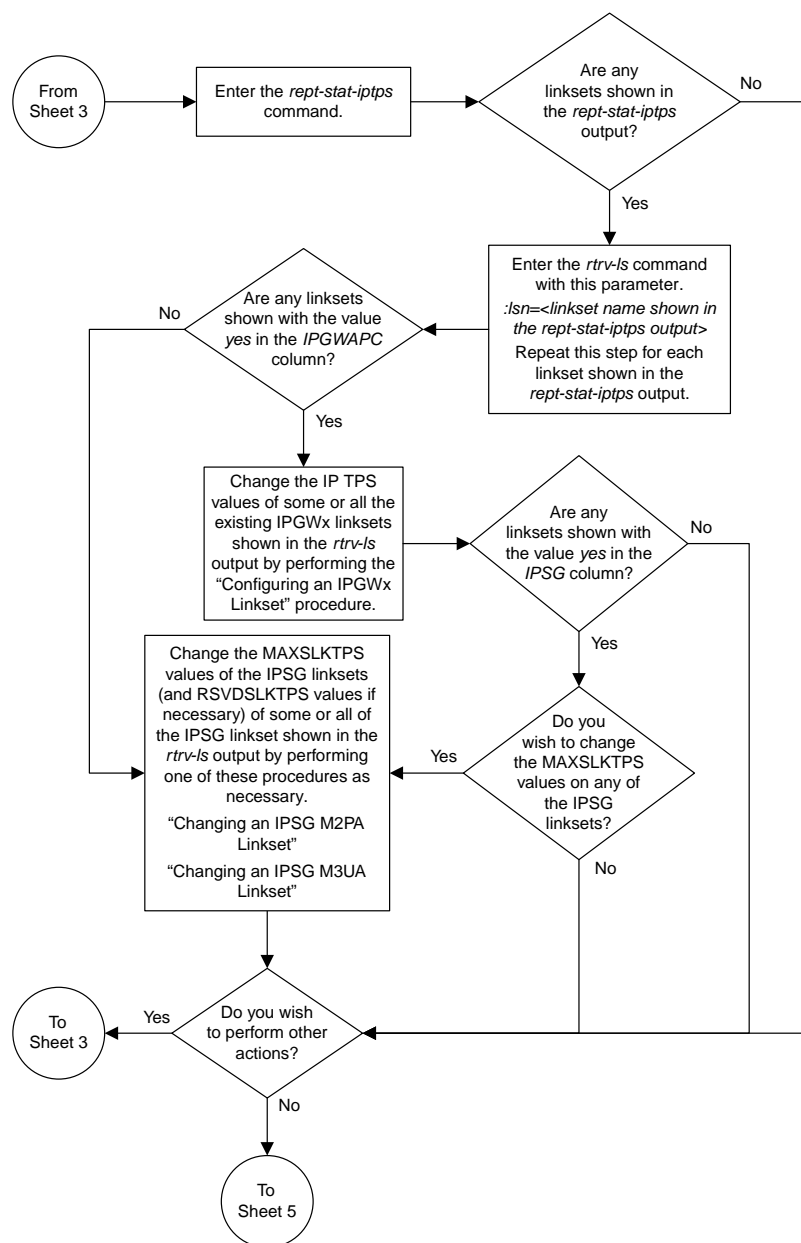 From
Sheet 3
Enter the rept-stat-iptps
command.
Are any
linksets shown in
the rept-stat-iptps
output?
No
Yes
Enter the rtrv-ls command
with this parameter.
:lsn=<linkset name shown in
the rept-stat-iptps output>
Repeat this step for each
linkset shown in the
rept-stat-iptps output.
Are any linksets
shown with the value
yes in the IPGWAPC
column?
No
Yes
Change the IP TPS
values of some or all the
existing IPGWx linksets
shown in the rtrv-ls
output by performing the
“Configuring an IPGWx
Linkset” procedure.
Are any
linksets shown with
the value yes in the
IPSG column?
No
Yes
Do you
wish to change
the MAXSLKTPS
values on any of
the IPSG
linksets?
Yes
No
Change the MAXSLKTPS
values of the IPSG linksets
(and RSVDSLKTPS values if
necessary) of some or all of
the IPSG linkset shown in the
rtrv-ls output by performing
one of these procedures as
necessary.
“Changing an IPSG M2PA
Linkset”
“Changing an IPSG M3UA
Linkset”
Do you wish
to perform other
actions?
Yes
To
Sheet 3
No
To
Sheet 5